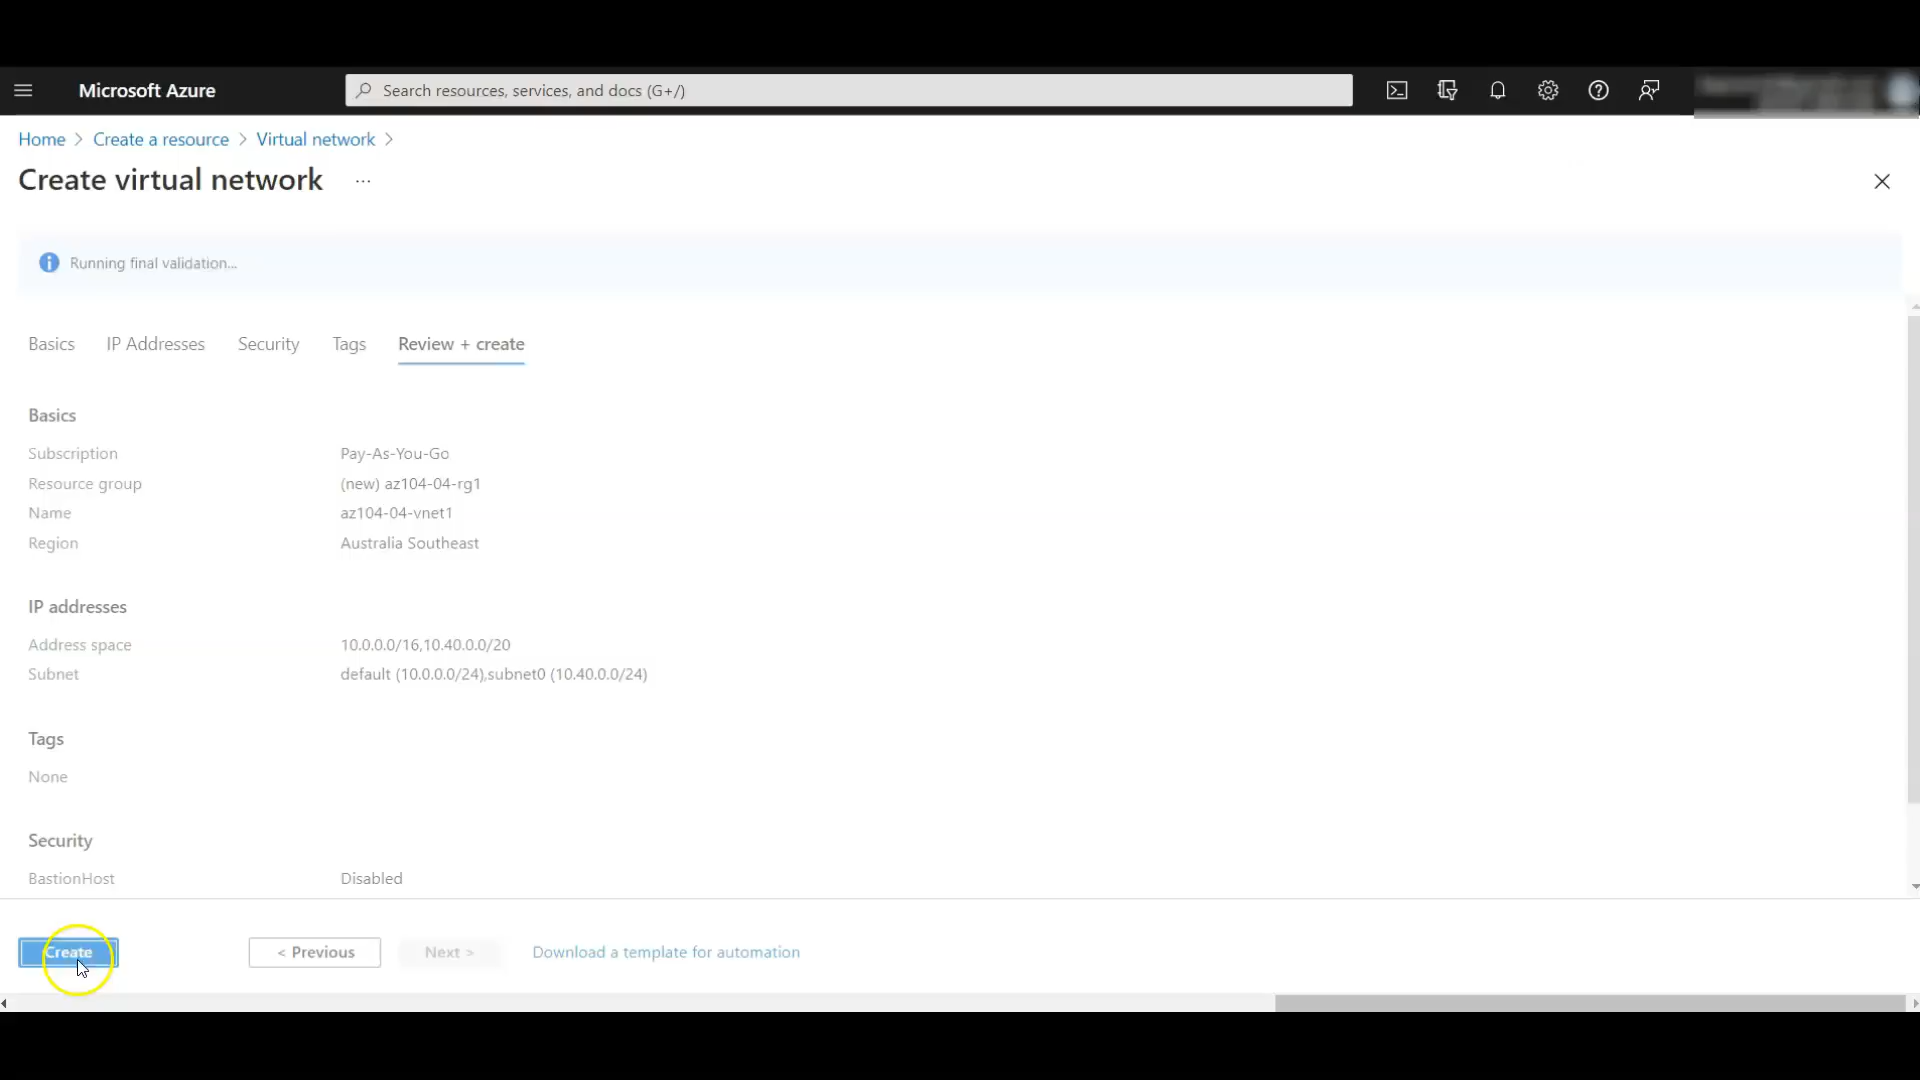 Microsoft Azure
Search resources, services, and docs (G+/)
Home > Create a resource > Virtual network >
Create virtual network ...
Running final validation...
Basics IP Addresses Security Tags Review + create
Basics
Subscription Pay-As-You-Go
Resource group (new) az104-04-rg1
Name az104-04-vnet1
Region Australia Southeast
IP addresses
Address space 10.0.0.0/16,10.40.0.0/20
Subnet default (10.0.0.0/24),subnet0 (10.40.0.0/24)
Tags
None
Security
BastionHost Disabled
Create < Previous Next > Download a template for automation